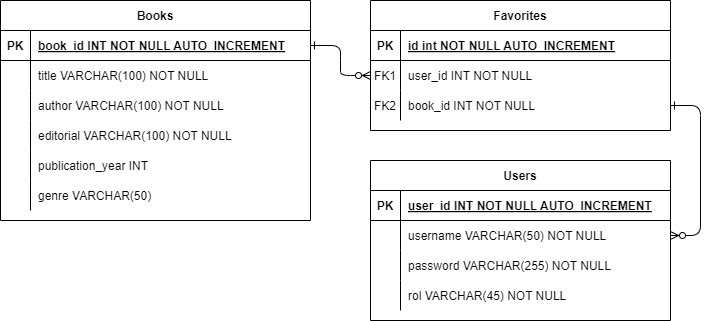 Books
PK book_id INT NOT NULL AUTO_INCREMENT
title VARCHAR(100) NOT NULL
author VARCHAR(100) NOT NULL
editorial VARCHAR(100) NOT NULL
publication_year INT
genre VARCHAR(50)
Favorites
PK id int NOT NULL AUTO_INCREMENT
FK1 user_id INT NOT NULL
FK2 book_id INT NOT NULL
Users
PK user_id INT NOT NULL AUTO_INCREMENT
username VARCHAR(50) NOT NULL
password VARCHAR(255) NOT NULL
rol VARCHAR(45) NOT NULL